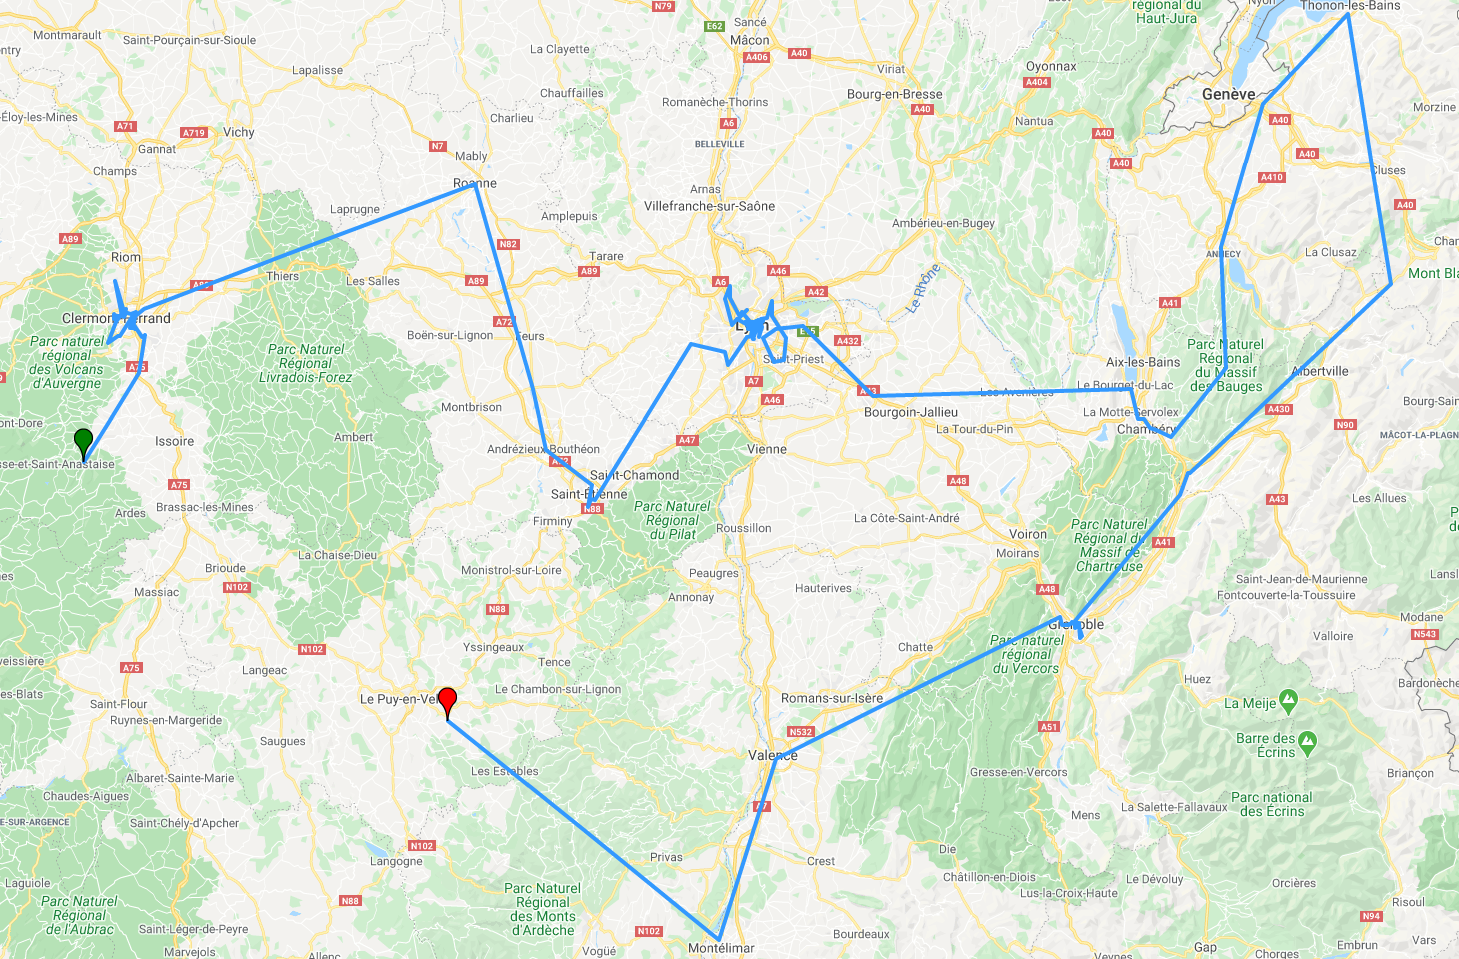 N79
Sancé
E62
Mâcon
A406
A40
régional du
Haut-Jura
Nyon
Thonon-les-Bains
Montmarault
Saint-Pourçain-sur-Sioule
La Clayette
Lapalisse
Viriat
Oyonnax
A404
Chauffailles
Romanèche-Thorins
Bourg-en-Bresse
A40
Genève
Morzine
Éloy-les-Mines
A71
A719
Vichy
Charlieu
A6
Nantua
A40
A40
Gannat
N7
Mably
BELLEVILLE
A40
A40
Champs
Roanne
Arnas
A410
Cluses
Laprugne
Amplepuis
Villefranche-sur-Saône
Ambérieu-en-Bugey
A40
A89
N82
Riom
Tarare
ANNECY
La Clusaz
Thiers
Les Salles
A89
A89
A6
A46
A42
Le Rhône
A41
Mont Bla
Clermont-Ferrand
A72
Boën-sur-Lignon
Feurs
Lyon
A432
Saint-Priest
Parc naturel
régional
des Volcans
d'Auvergne
A75
Parc Naturel
Régional
Livradois-Forez
Aix-les-Bains
Parc Naturel
Régional
du Massif
des Bauges
Albertville
A7
A46
A43
Les Avenières
Le Bourget-du-Lac
Montbrison
Bourgoin-Jallieu
La Motte-Servolex
A430
Bourg-Sain
ont-Dore
Issoire
Ambert
La Tour-du-Pin
Chambéry
N90
MÂCOT-LA-PLAGN
Andrézieux-Bouthéon
A47
Vienne
sse-et-Saint-Anastaise
A72
Saint-Chamond
A75
Saint-Étienne
A48
A43
Les Allues
Ardes
Brassac-les-Mines
N88
Firminy
Parc Naturel
Régional
du Pilat
Roussillon
La Côte-Saint-André
Voiron
Moirans
Parc Naturel
Régional du
Massif de
Chartreuse
A41
La Chaise-Dieu
Brioude
Monistrol-sur-Loire
Peaugres
Hauterives
Saint-Jean-de-Maurienne
Massiac
N102
Annonay
A48
Fontcouverte-la-Toussuire
N88
Modane
Grenoble
Valloire
N543
Yssingeaux
Chatte
Parc naturel
régional
du Vercors
N102
A75
Langeac
Tence
Le Chambon-sur-Lignon
Huez
Bardonèche
Le Puy-en-Vel
Romans-sur-Isère
La Meije
Saint-Flour
Ruynes-en-Margeride
A51
N532
Barre des
Écrins
Saugues
Valence
Les Estables
Gresse-en-Vercors
Briançon
Albaret-Sainte-Marie
Chaudes-Aigues
A7
La Salette-Fallavaux
Parc national
des Écrins
Mens
E-SUR-ARGENCE
Saint-Chély-d'Apcher
N102
Langogne
Privas
Crest
Die
Châtillon-en-Diois
Le Dévoluy
Laguiole
Orcières
Lus-la-Croix-Haute
Parc Naturel
Régional
de l'Aubrac
N88
Parc Naturel
Régional
des Monts
d'Ardèche
Risoul
N94
Saint-Léger-de-Peyre
N102
Bourdeaux
Marvejols
Allenc
Vogüé
Montélimar
Veynes
Gap
Chorges
Embrun
Vars